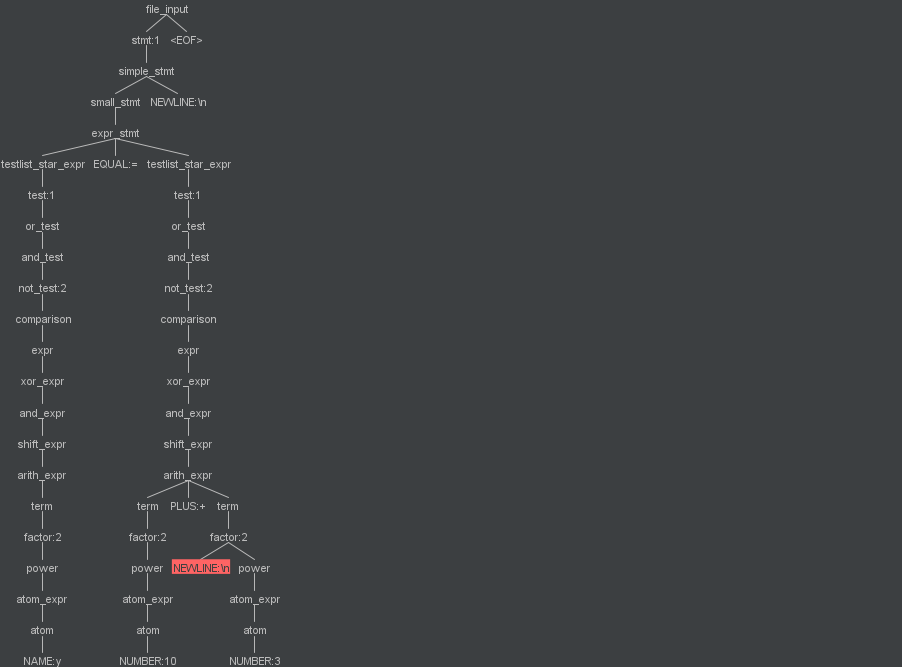 file_input
stmt:1 <EOF>
simple_stmt
small_stmt NEWLINE:\n
expr_stmt
testlist_star_expr EQUAL:= testlist_star_expr
test:1 test:1
or_test or_test
and_test and_test
not_test:2 not_test:2
comparison comparison
expr expr
xor_expr xor_expr
and_expr and_expr
shift_expr shift_expr
arith_expr arith_expr
term term PLUS:+ term
factor:2 factor:2 factor:2
power power NEWLINE:\n power
atom_expr atom_expr atom_expr
atom atom atom
NAME:y NUMBER:10 NUMBER:3